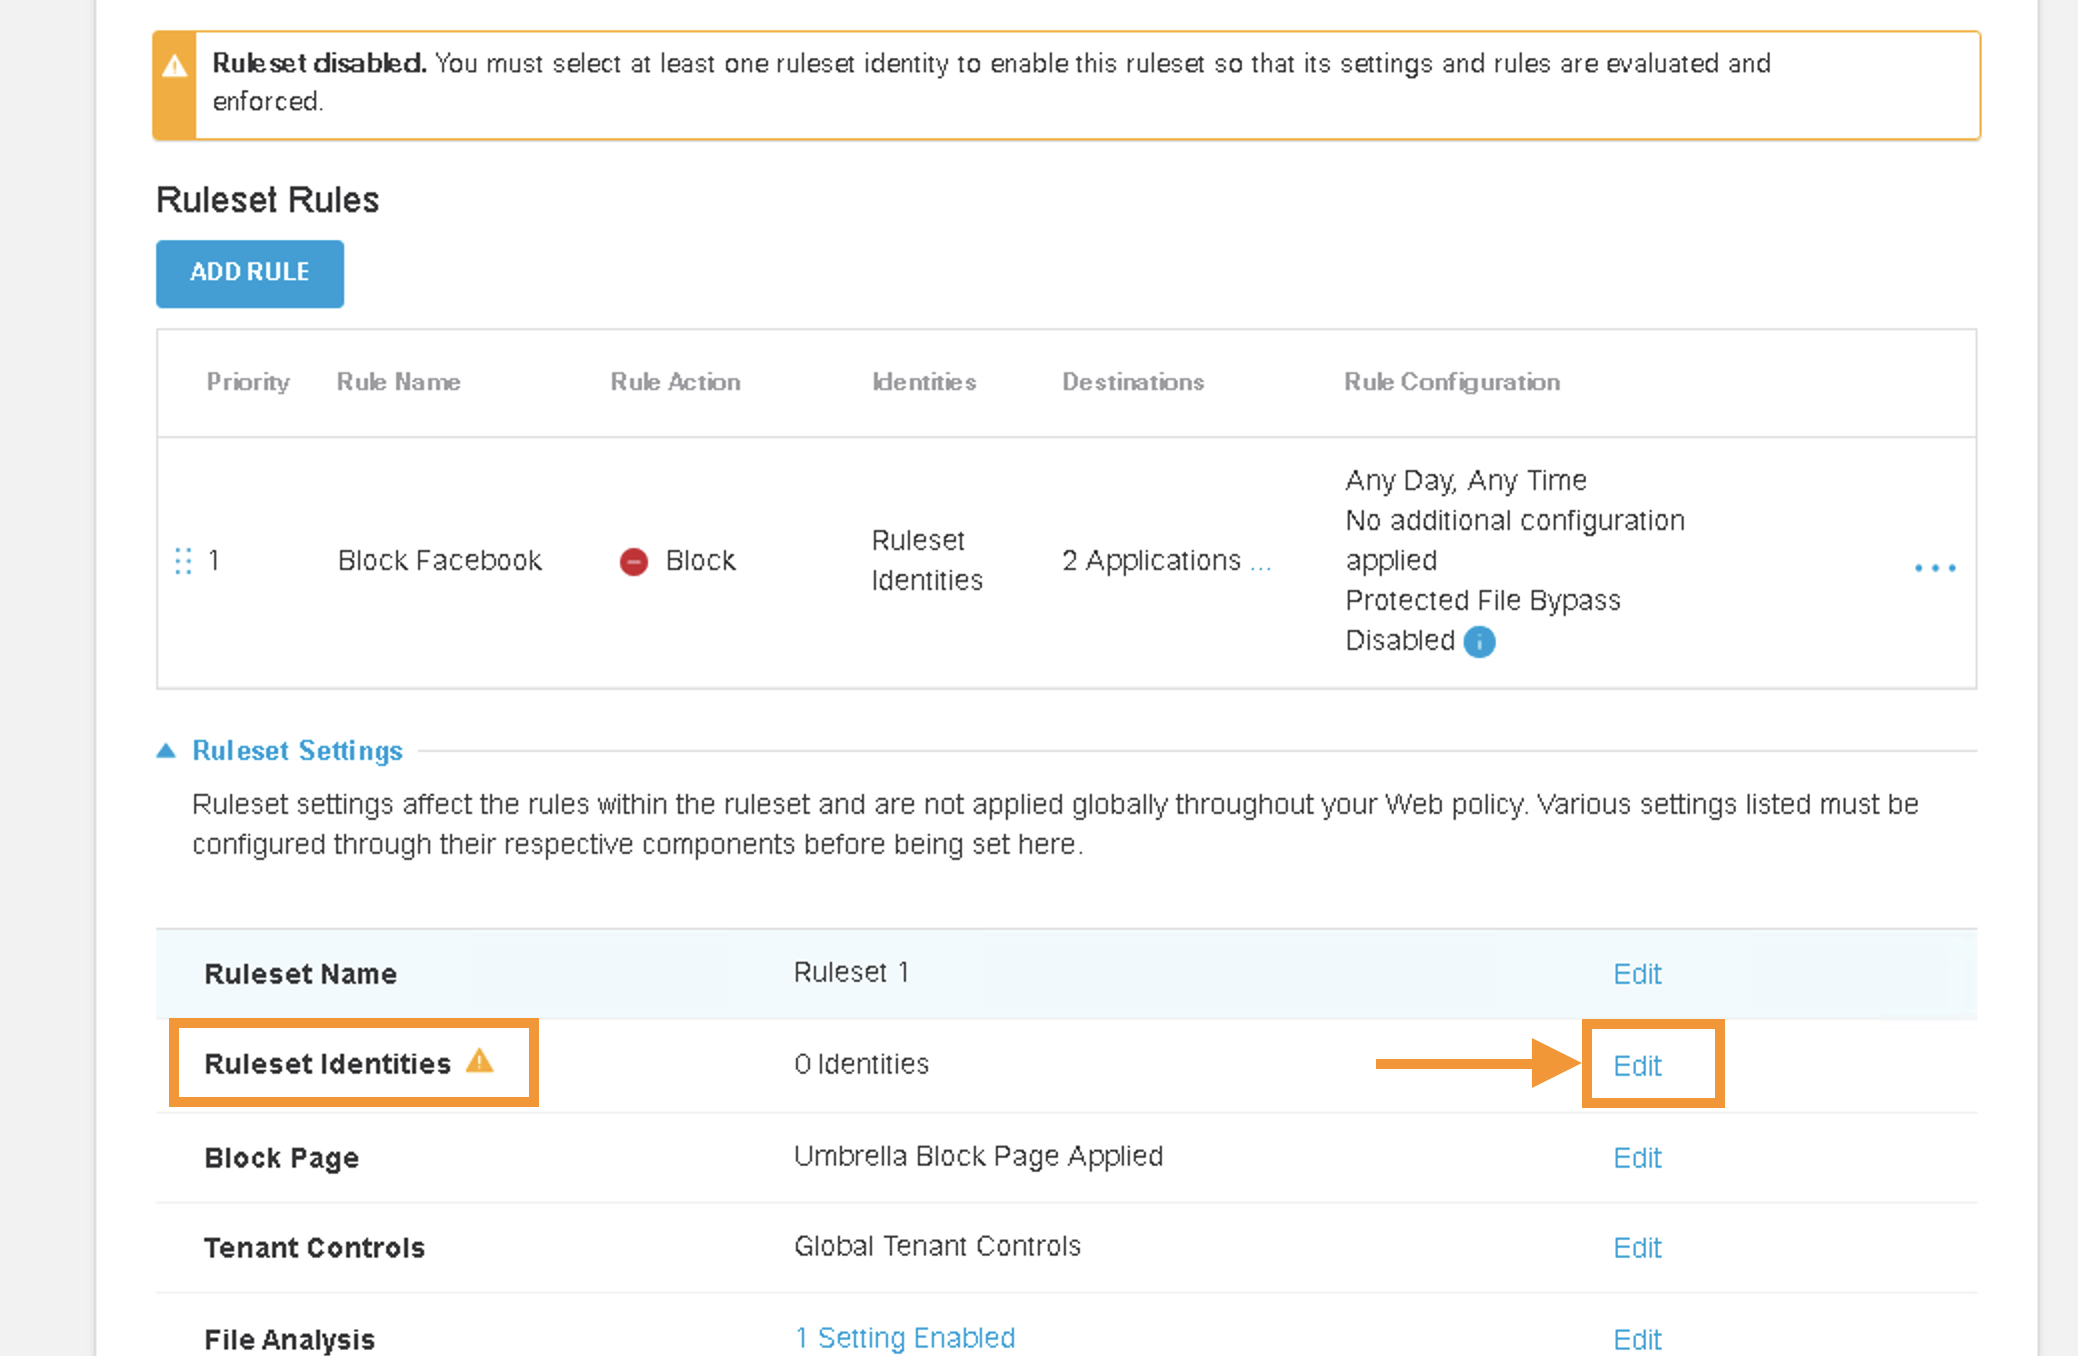 Ruleset disabled. You must select at least one ruleset identity to enable this ruleset so that its settings and rules are evaluated and
enforced.
Ruleset Rules
ADD RULE
Priority Rule Name Rule Action Identities Destinations Rule Configuration
1 Block Facebook Block Ruleset Identities 2 Applications ...
Any Day, Any Time
No additional configuration
applied
Protected File Bypass
Disabled
Ruleset Settings
Ruleset settings affect the rules within the ruleset and are not applied globally throughout your Web policy. Various settings listed must be
configured through their respective components before being set here.
Ruleset Name Ruleset 1 Edit
Ruleset Identities 0 Identities Edit
Block Page Umbrella Block Page Applied Edit
Tenant Controls Global Tenant Controls Edit
File Analysis 1 Setting Enabled Edit